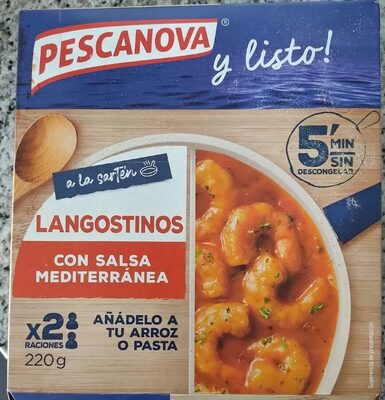 PESCANOVA®
y listo!
5' MIN
SIN
DESCONGELAR
a la sartén
LANGOSTINOS
CON SALSA
MEDITERRÁNEA
x2
RACIONES
220g
AÑÁDELO A
TU ARROZ
O PASTA
Sugerencia de presentación